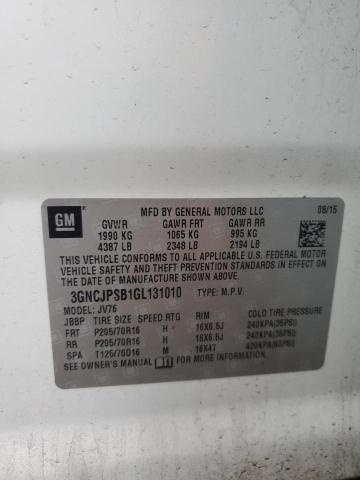 GM
MFD BY GENERAL MOTORS LLC
08/15
GVWR GAWR FRT GAWR RR
1990 KG 1065 KG 995 KG
4387 LB 2348 LB 2194 LB
THIS VEHICLE CONFORMS TO ALL APPLICABLE U.S. FEDERAL MOTOR
VEHICLE SAFETY, BUMPER, AND THEFT PREVENTION STANDARDS IN EFFECT ON
THE DATE OF MANUFACTURE SHOWN ABOVE.
3GNCJPSB1GL131010 TYPE: M.P.V.
MODEL: JV76
JBBP TIRE SIZE SPEED RTG RIM COLD TIRE PRESSURE
FRT P205/70R16 H 16X6.5J 240KPA(35PSI)
RR P205/70R16 H 16X6.5J 240KPA(35PSI)
SPA T125/70D16 M 16X4T 420KPA(60PSI)
SEE OWNER'S MANUAL FOR MORE INFORMATION.